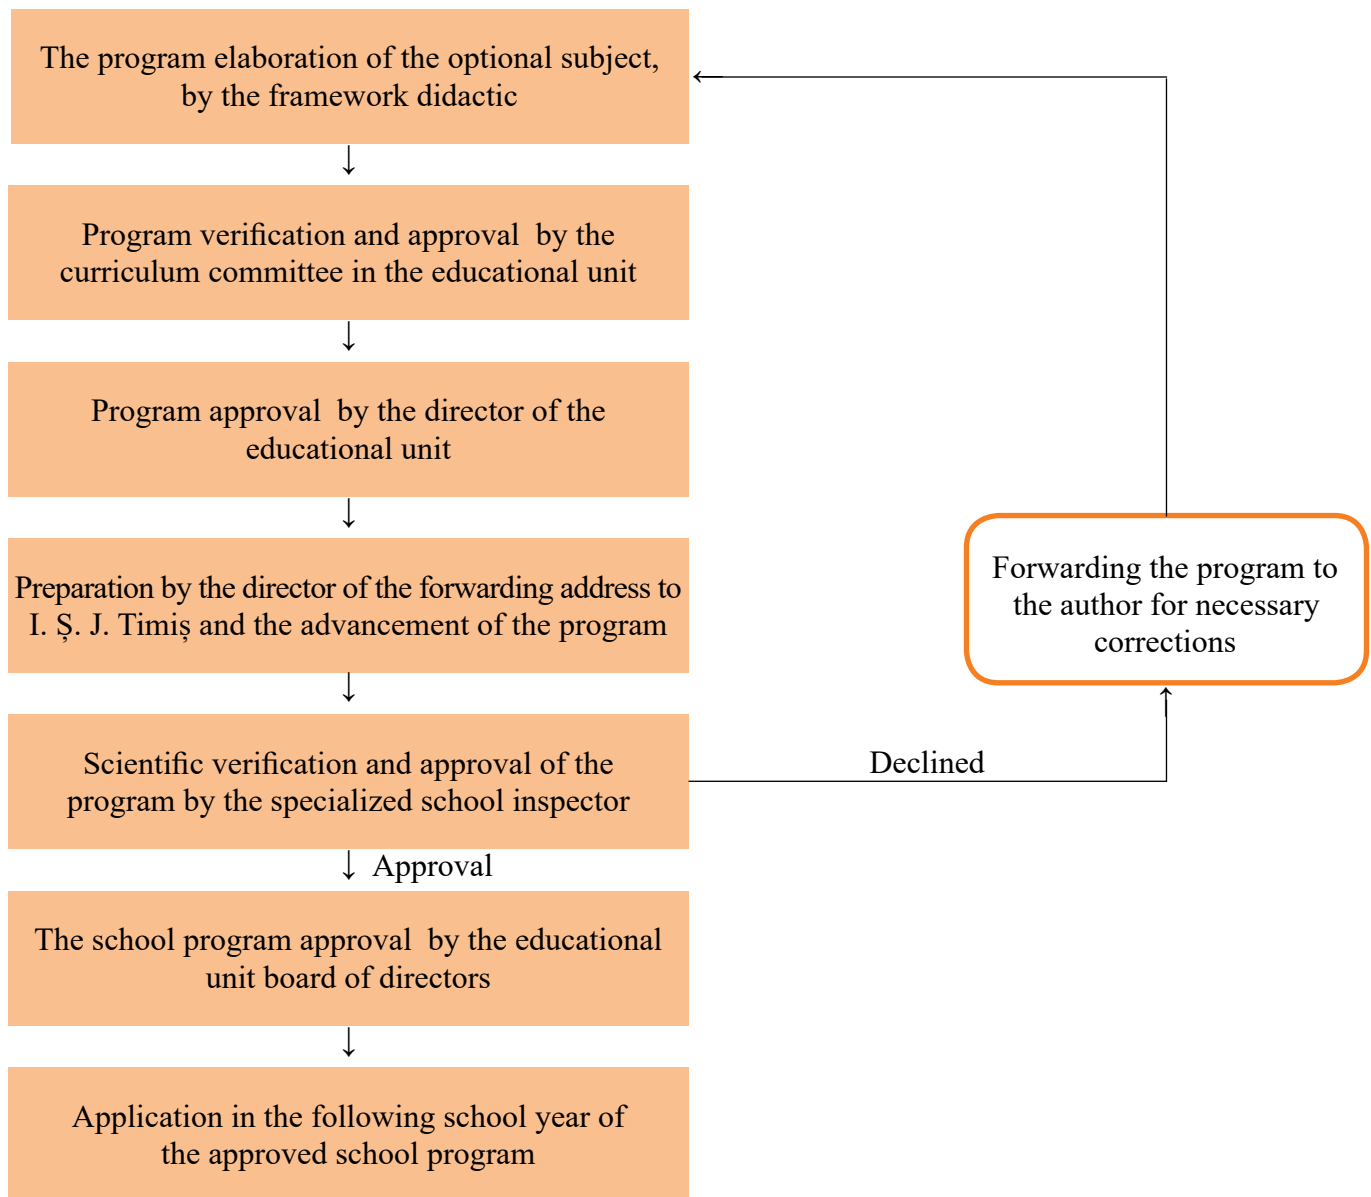 The program elaboration of the optional subject,
by the framework didactic
Program verification and approval by the
curriculum committee in the educational unit
Program approval by the director of the
educational unit
Preparation by the director of the forwarding address to
I. Ș. J. Timiș and the advancement of the program
Forwarding the program to
the author for necessary
corrections
Scientific verification and approval of the
program by the specialized school inspector
Declined
Approval
The school program approval by the educational
unit board of directors
Application in the following school year of
the approved school program